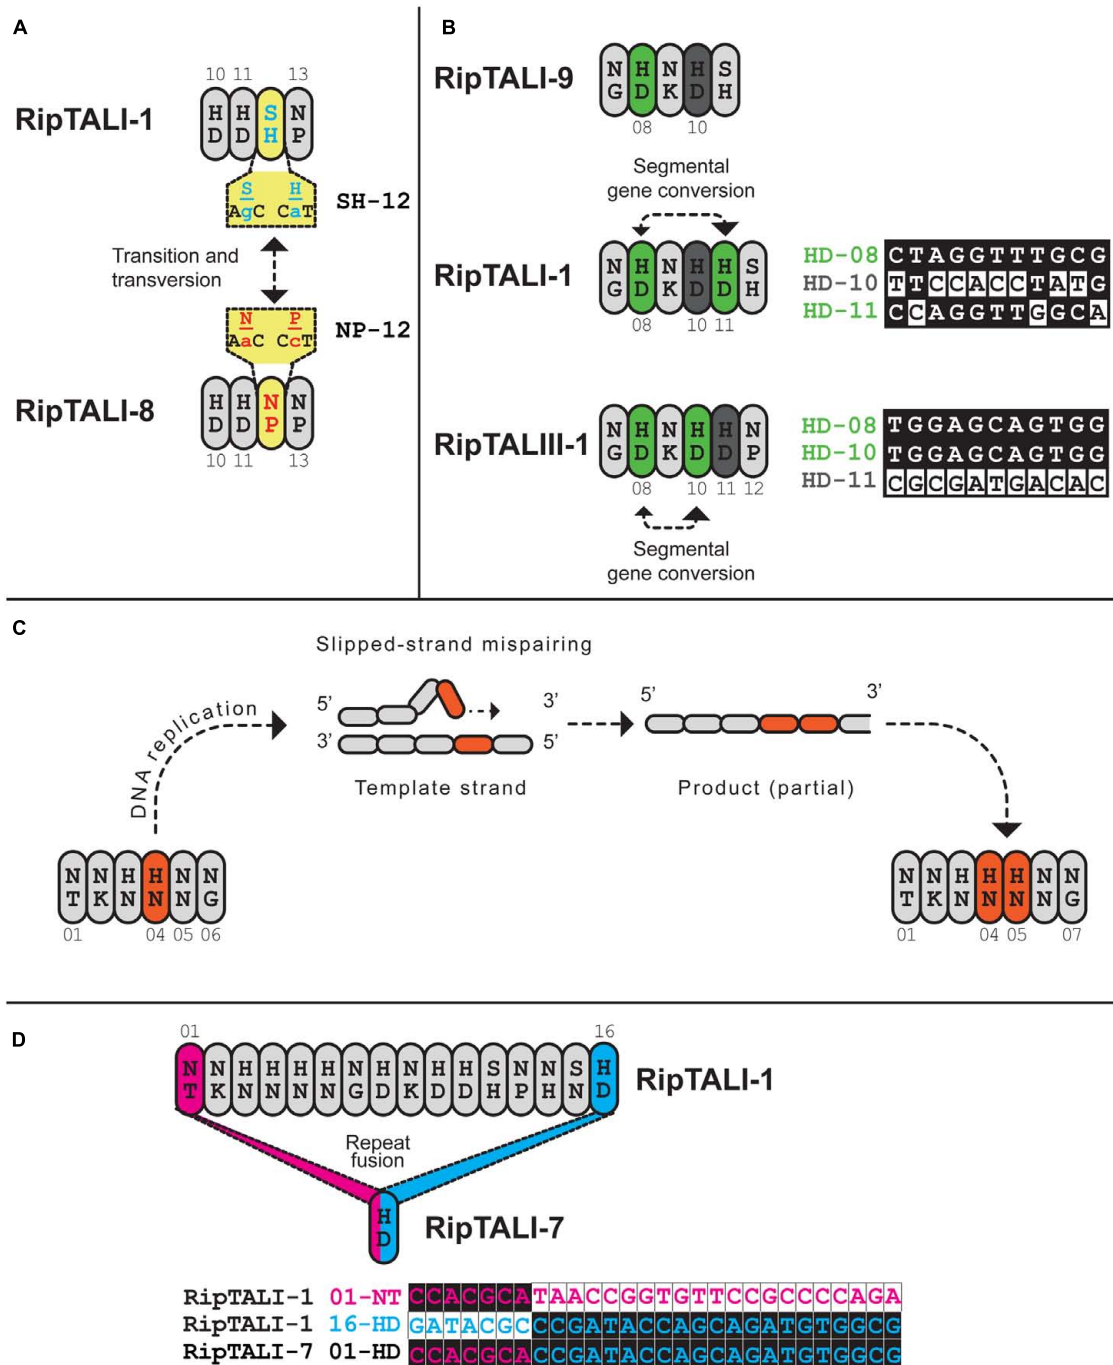 A
10 11 13
RipTALI-1
H H S N
D D H P
S H
AgC CaT
SH-12
Transition and
transversion
N P
AaC CcT
NP-12
RipTALI-8
H H N N
D D P P
10 11 13
B
RipTALI-9
N H N H S
G D K D H
08 10
Segmental
gene conversion
RipTALI-1
N H N H H S
G D K D D H
08 10 11
HD-08 CTAGGTTTGCG
HD-10 TTCCACCTATG
HD-11 CCAGGTTGGCA
RipTALIII-1
N H N H H N
G D K D D P
08 10 11 12
HD-08 TGGAGCAGTGG
HD-10 TGGAGCAGTGG
HD-11 CGCGATGACAC
Segmental
gene conversion
C
Slipped-strand mispairing
DNA replication
5’ 3’
3’ 5’
Template strand
5’ 3’
Product (partial)
N N H H N N
T K N N N G
01 04 05 06
N N H H H N N
T K N N N N G
01 04 05 07
D
01 16
N N H H H H N H N H H S N N S H
T K N N N N G D K D D H P H N D
RipTALI-1
Repeat
fusion
H
D
RipTALI-7
RipTALI-1 01-NT CCACGCATAACCGGTGTTCCGCCCCAGA
RipTALI-1 16-HD GATACGCCCGATACCAGCAGATGTGGCG
RipTALI-7 01-HD CCACGCACCGATACCAGCAGATGTGGCG